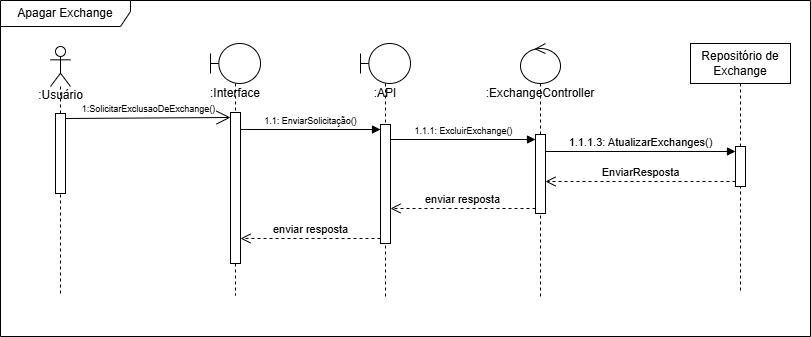 Apagar Exchange
Repositório de
Exchange
:Usuário
:Interface
:API
:ExchangeController
1:SolicitarExclusaoDeExchange()
1.1: EnviarSolicitação()
1.1.1: ExcluirExchange()
1.1.1.3: AtutalizarExchanges()
EnviarResposta
enviar resposta
enviar resposta